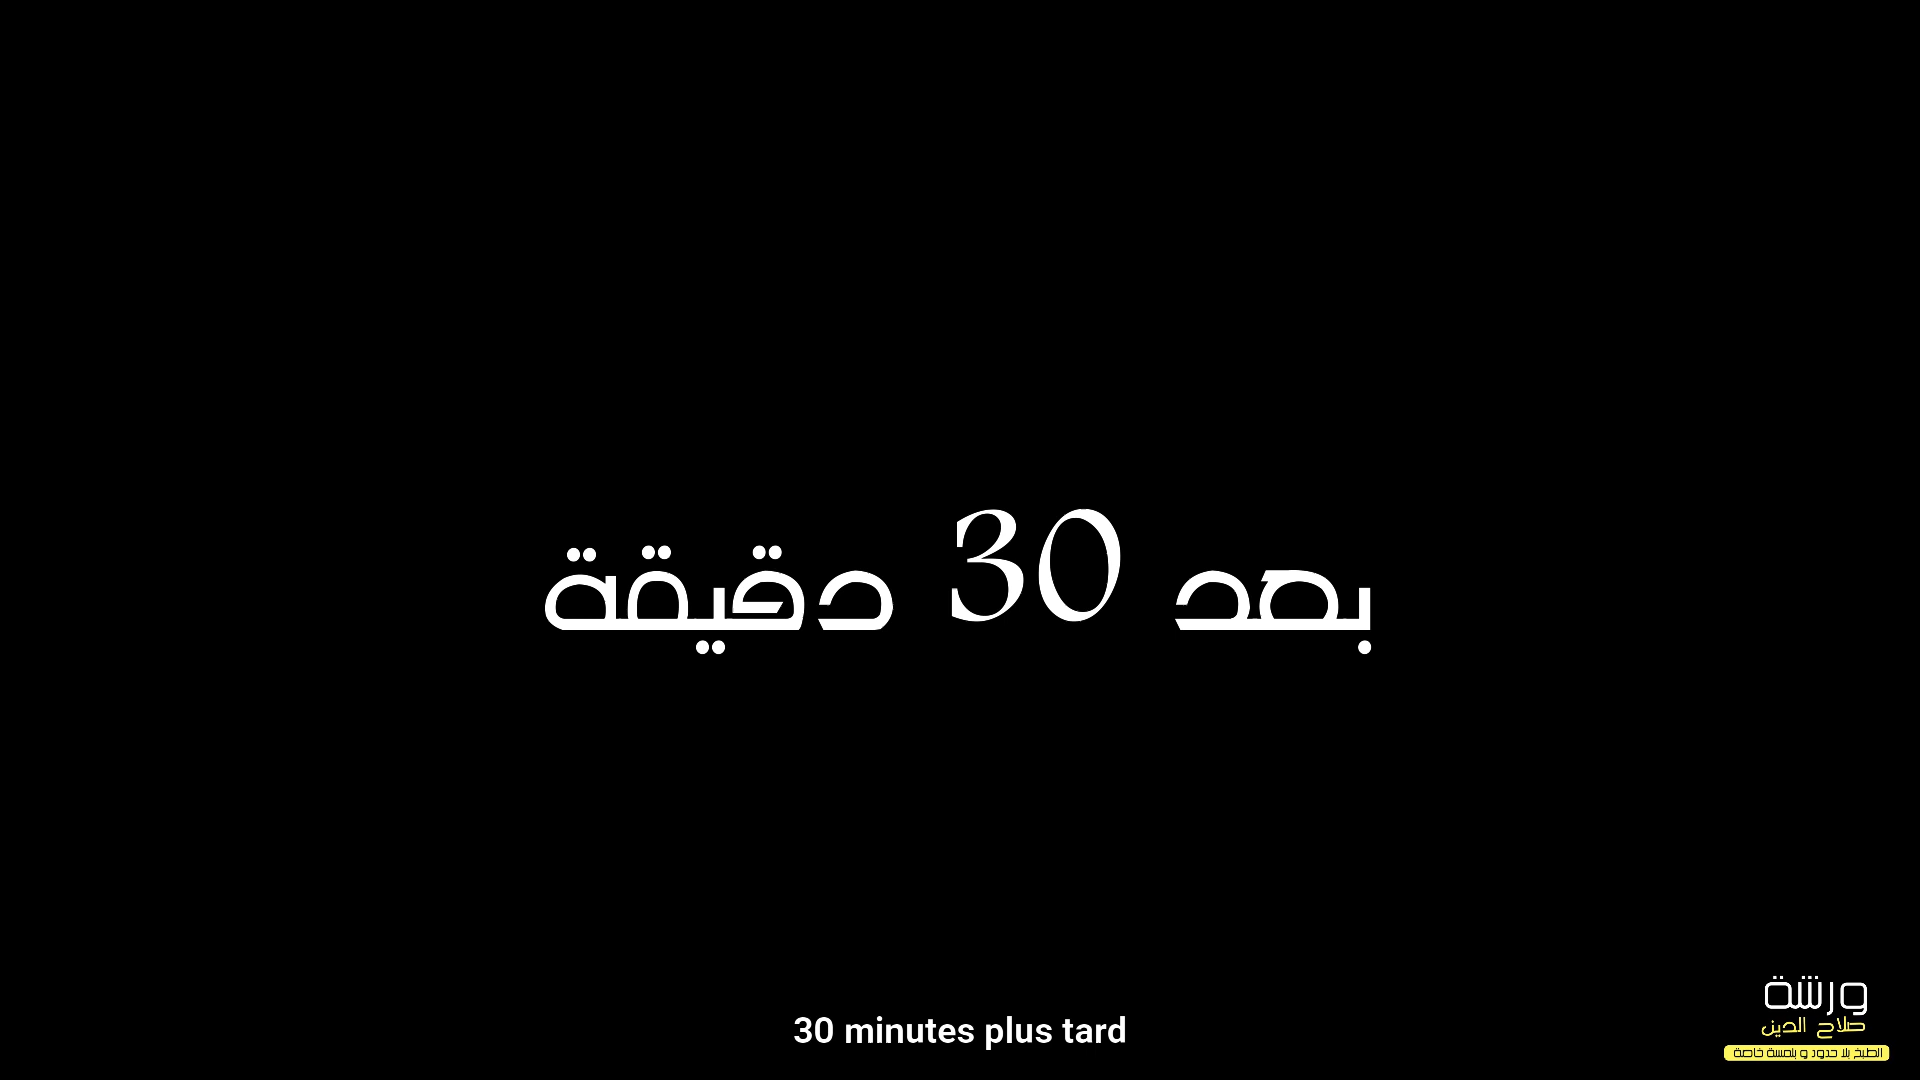 بعد 30 دقيقة
30 minutes plus tard
ورشة
صلاح الدين
الطبخ بلا حدود و بلمسة خاصة